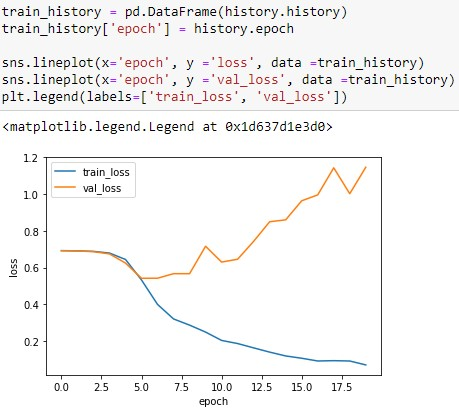 train_history = pd.DataFrame(history.history)
train_history['epoch'] = history.epoch
sns.lineplot(x='epoch', y ='loss', data =train_history)
sns.lineplot(x='epoch', y ='val_loss', data =train_history)
plt.legend(labels=['train_loss', 'val_loss'])
<matplotlib.legend.Legend at 0x1d637d1e3d0>
train_loss
val_loss
1.2
1.0
0.8
0.6
0.4
0.2
loss
0.0 2.5 5.0 7.5 10.0 12.5 15.0 17.5
epoch